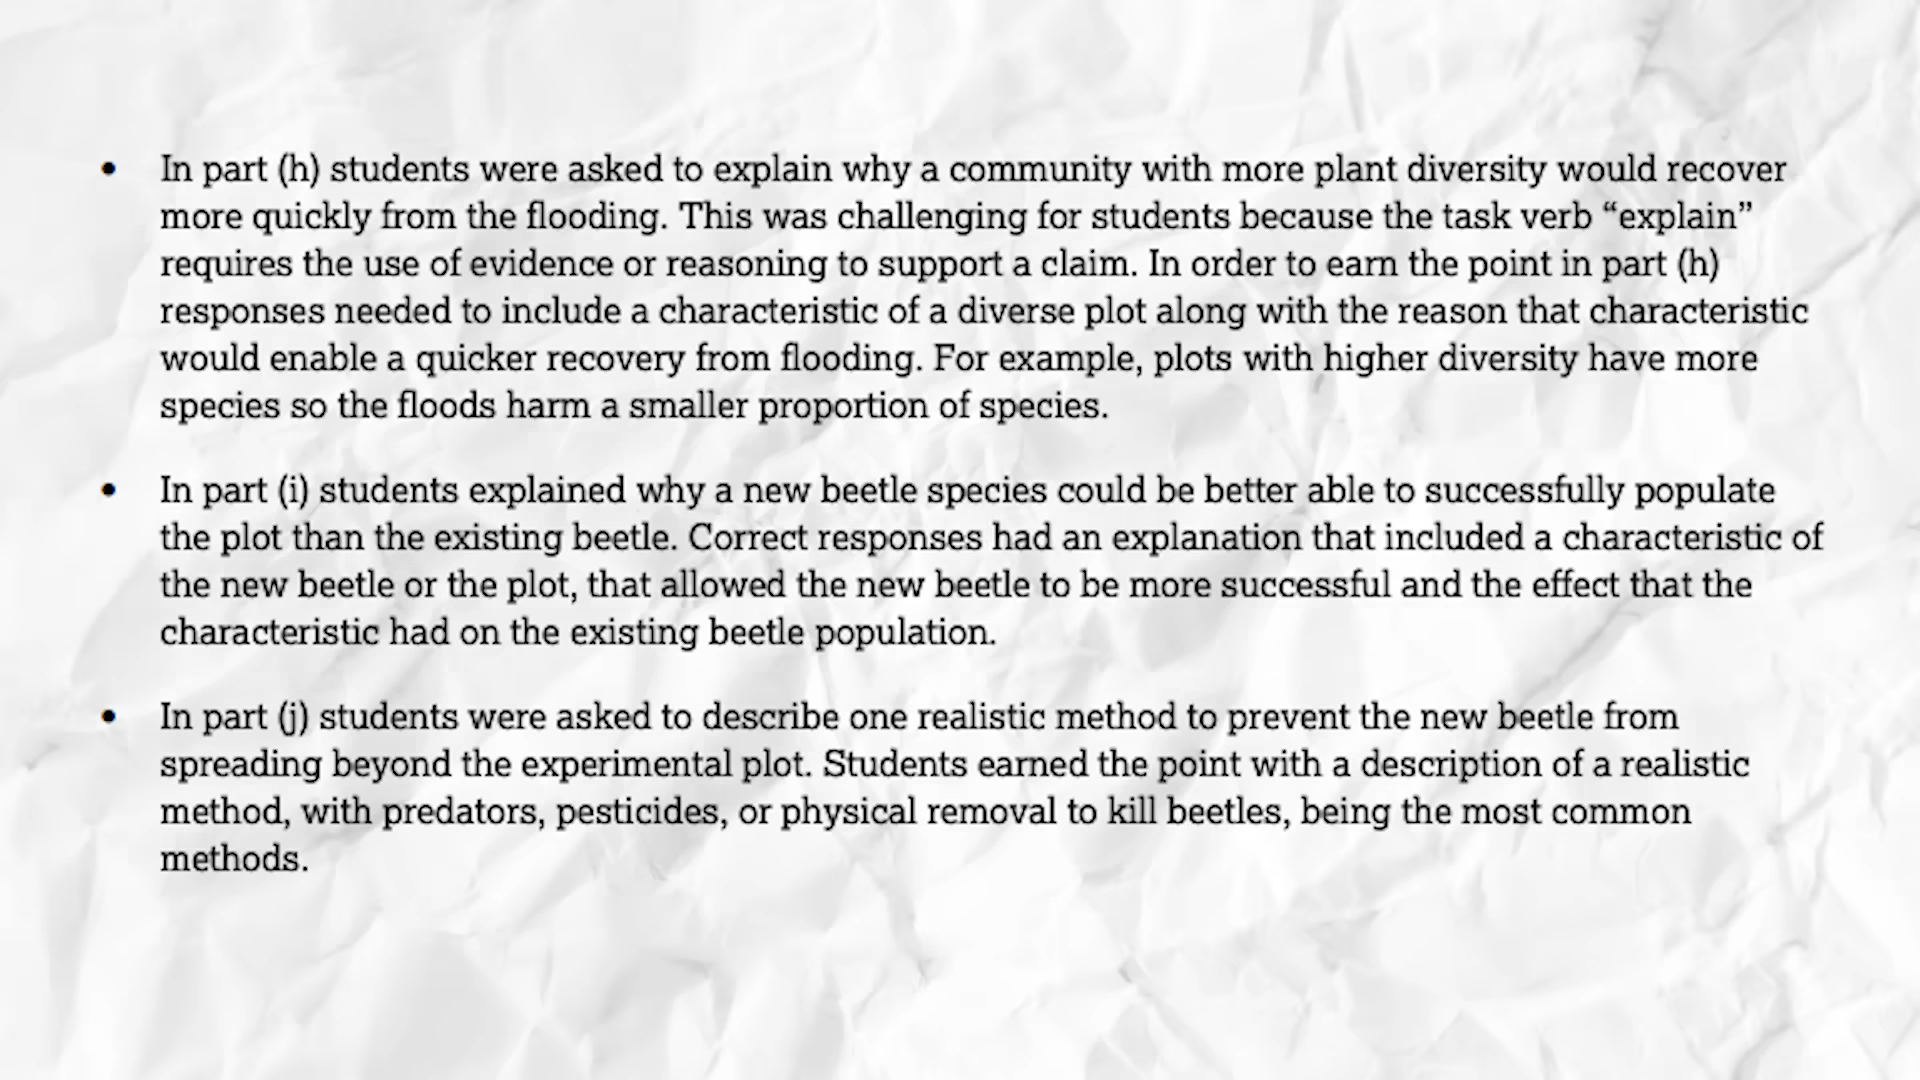 • In part (h) students were asked to explain why a community with more plant diversity would recover
more quickly from the flooding. This was challenging for students because the task verb “explain”
requires the use of evidence or reasoning to support a claim. In order to earn the point in part (h)
responses needed to include a characteristic of a diverse plot along with the reason that characteristic
would enable a quicker recovery from flooding. For example, plots with higher diversity have more
species so the floods harm a smaller proportion of species.
• In part (i) students explained why a new beetle species could be better able to successfully populate
the plot than the existing beetle. Correct responses had an explanation that included a characteristic of
the new beetle or the plot, that allowed the new beetle to be more successful and the effect that the
characteristic had on the existing beetle population.
• In part (j) students were asked to describe one realistic method to prevent the new beetle from
spreading beyond the experimental plot. Students earned the point with a description of a realistic
method, with predators, pesticides, or physical removal to kill beetles, being the most common
methods.